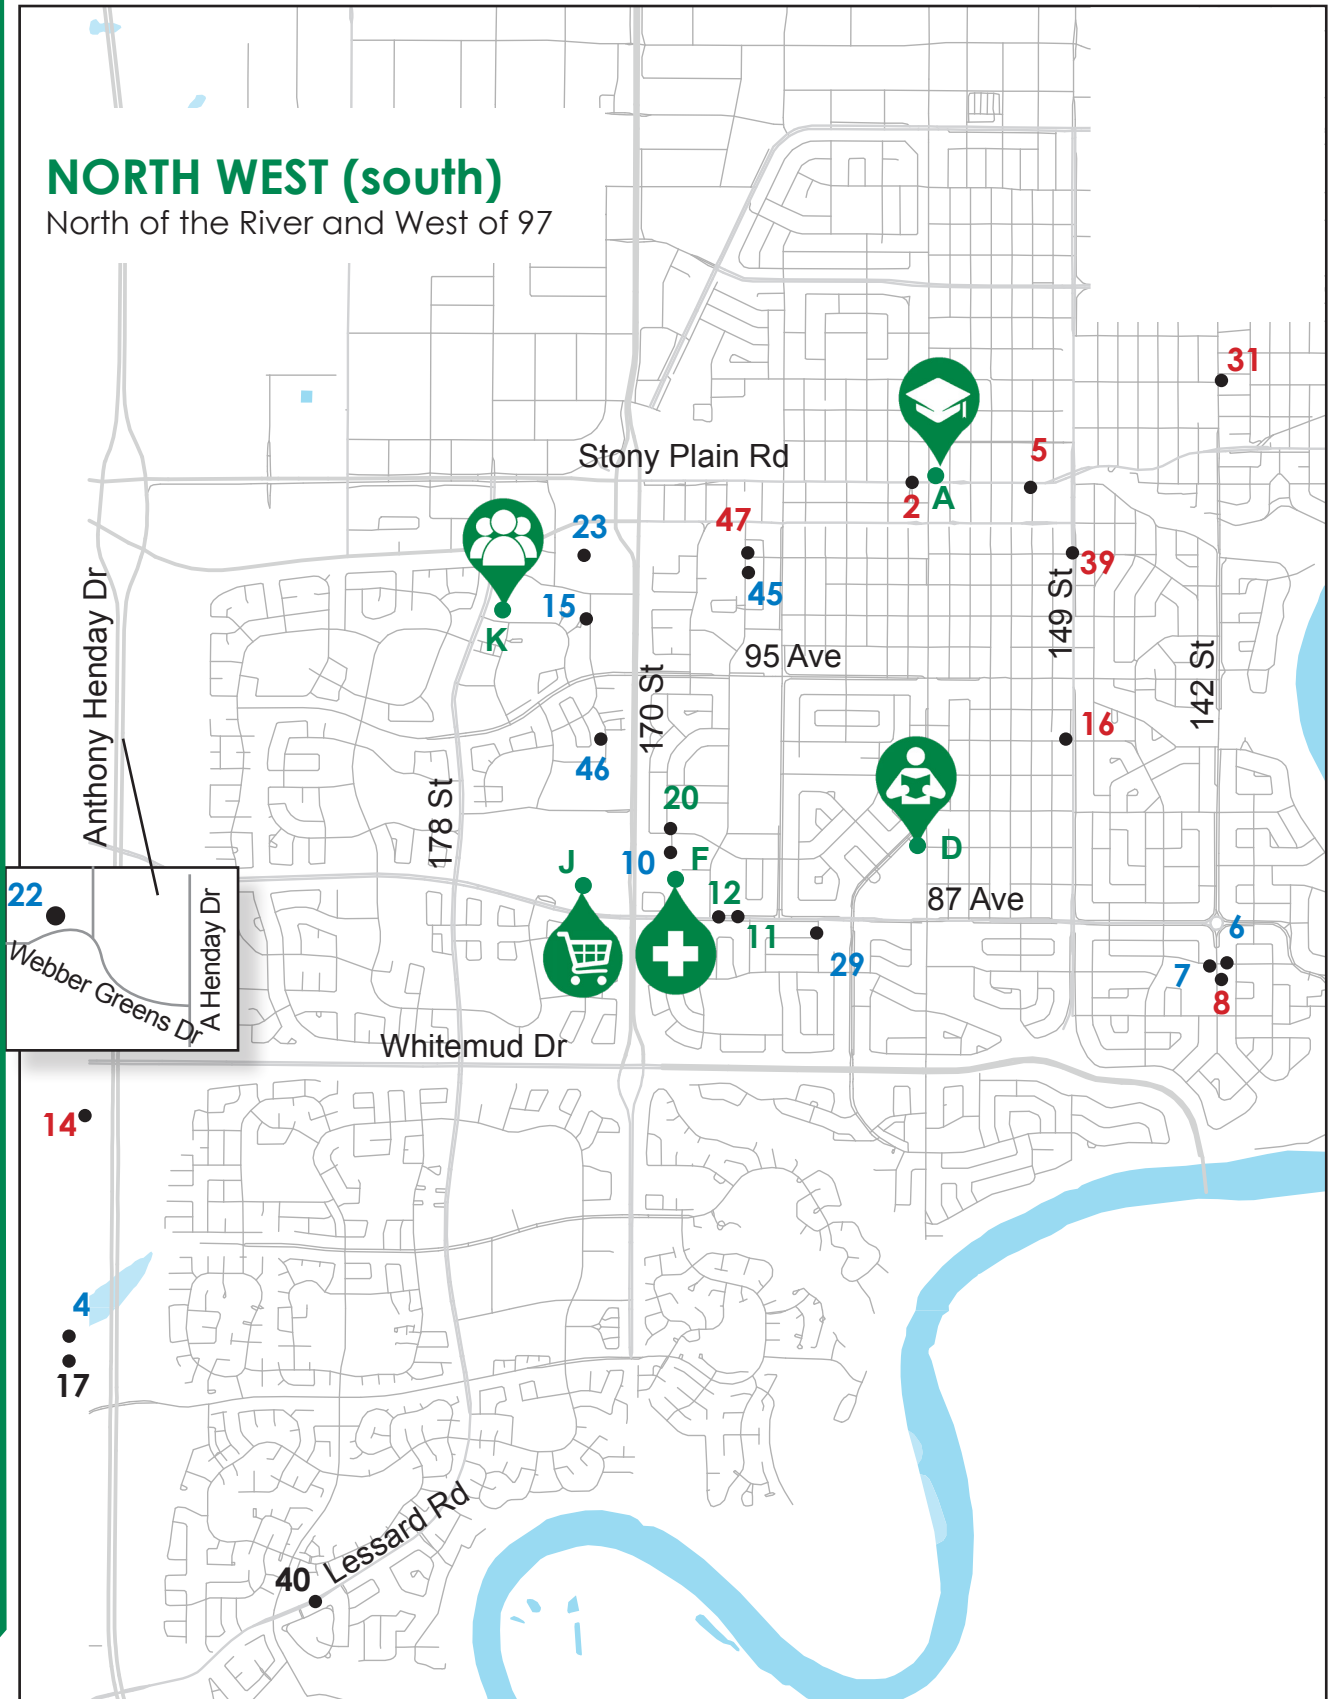 NORTH WEST (south)
North of the River and West of 97
31
Stony Plain Rd
5
2
A
47
23
39
45
15
K
149 St
95 Ave
142 St
170 St
Anthony Henday Dr
16
46
178 St
20
D
10
F
J
12
87 Ave
22
11
6
29
7
8
A Henday Dr
Webber Greens Dr
Whitemud Dr
14
4
17
Lessard Rd
40